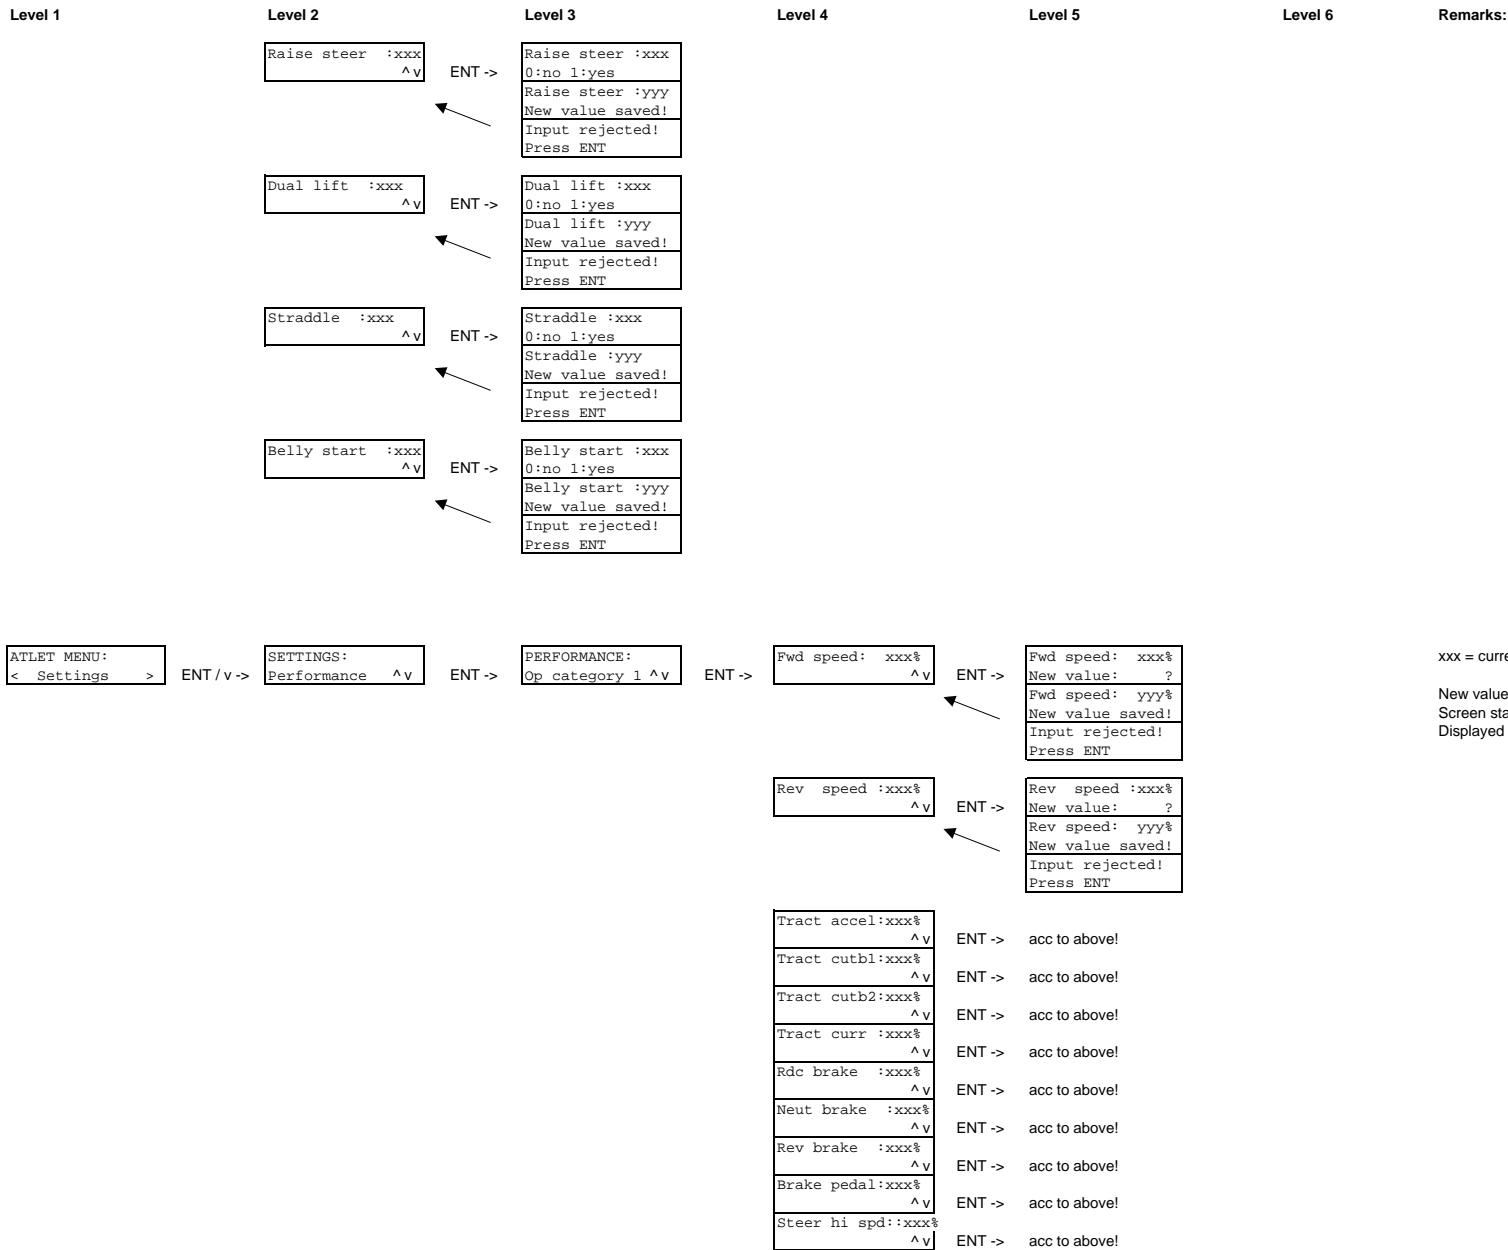 Level 1 Level 2 Level 3 Level 4 Level 5 Level 6 Remarks:
Raise steer :xxx
^ v
ENT ->
Raise steer :xxx
0:no 1:yes
Raise steer :yyy
New value saved!
Input rejected!
Press ENT
Dual lift :xxx
^ v
ENT ->
Dual lift :xxx
0:no 1:yes
Dual lift :yyy
New value saved!
Input rejected!
Press ENT
Straddle :xxx
^ v
ENT ->
Straddle :xxx
0:no 1:yes
Straddle :yyy
New value saved!
Input rejected!
Press ENT
Belly start :xxx
^ v
ENT ->
Belly start :xxx
0:no 1:yes
Belly start :yyy
New value saved!
Input rejected!
Press ENT
ATLET MENU:
< Settings >
ENT / v ->
SETTINGS:
Performance ^ v
ENT ->
PERFORMANCE:
Op category 1 ^ v
ENT ->
Fwd speed: xxx%
^ v
ENT ->
Fwd speed: xxx%
New value: ?
Fwd speed: yyy%
New value saved!
Input rejected!
Press ENT
xxx =
New value
Screen
Displayed
Rev speed :xxx%
^ v
ENT ->
Rev speed :xxx%
New value: ?
Rev speed: yyy%
New value saved!
Input rejected!
Press ENT
Tract accel:xxx%
^ v ENT -> acc to above!
Tract cutb1:xxx%
^ v ENT -> acc to above!
Tract cutb2:xxx%
^ v ENT -> acc to above!
Tract curr :xxx%
^ v ENT -> acc to above!
Rdc brake :xxx%
^ v ENT -> acc to above!
Neut brake :xxx%
^ v ENT -> acc to above!
Rev brake :xxx%
^ v ENT -> acc to above!
Brake pedal:xxx%
^ v ENT -> acc to above!
Steer hi spd::xxx%
^ v ENT -> acc to above!